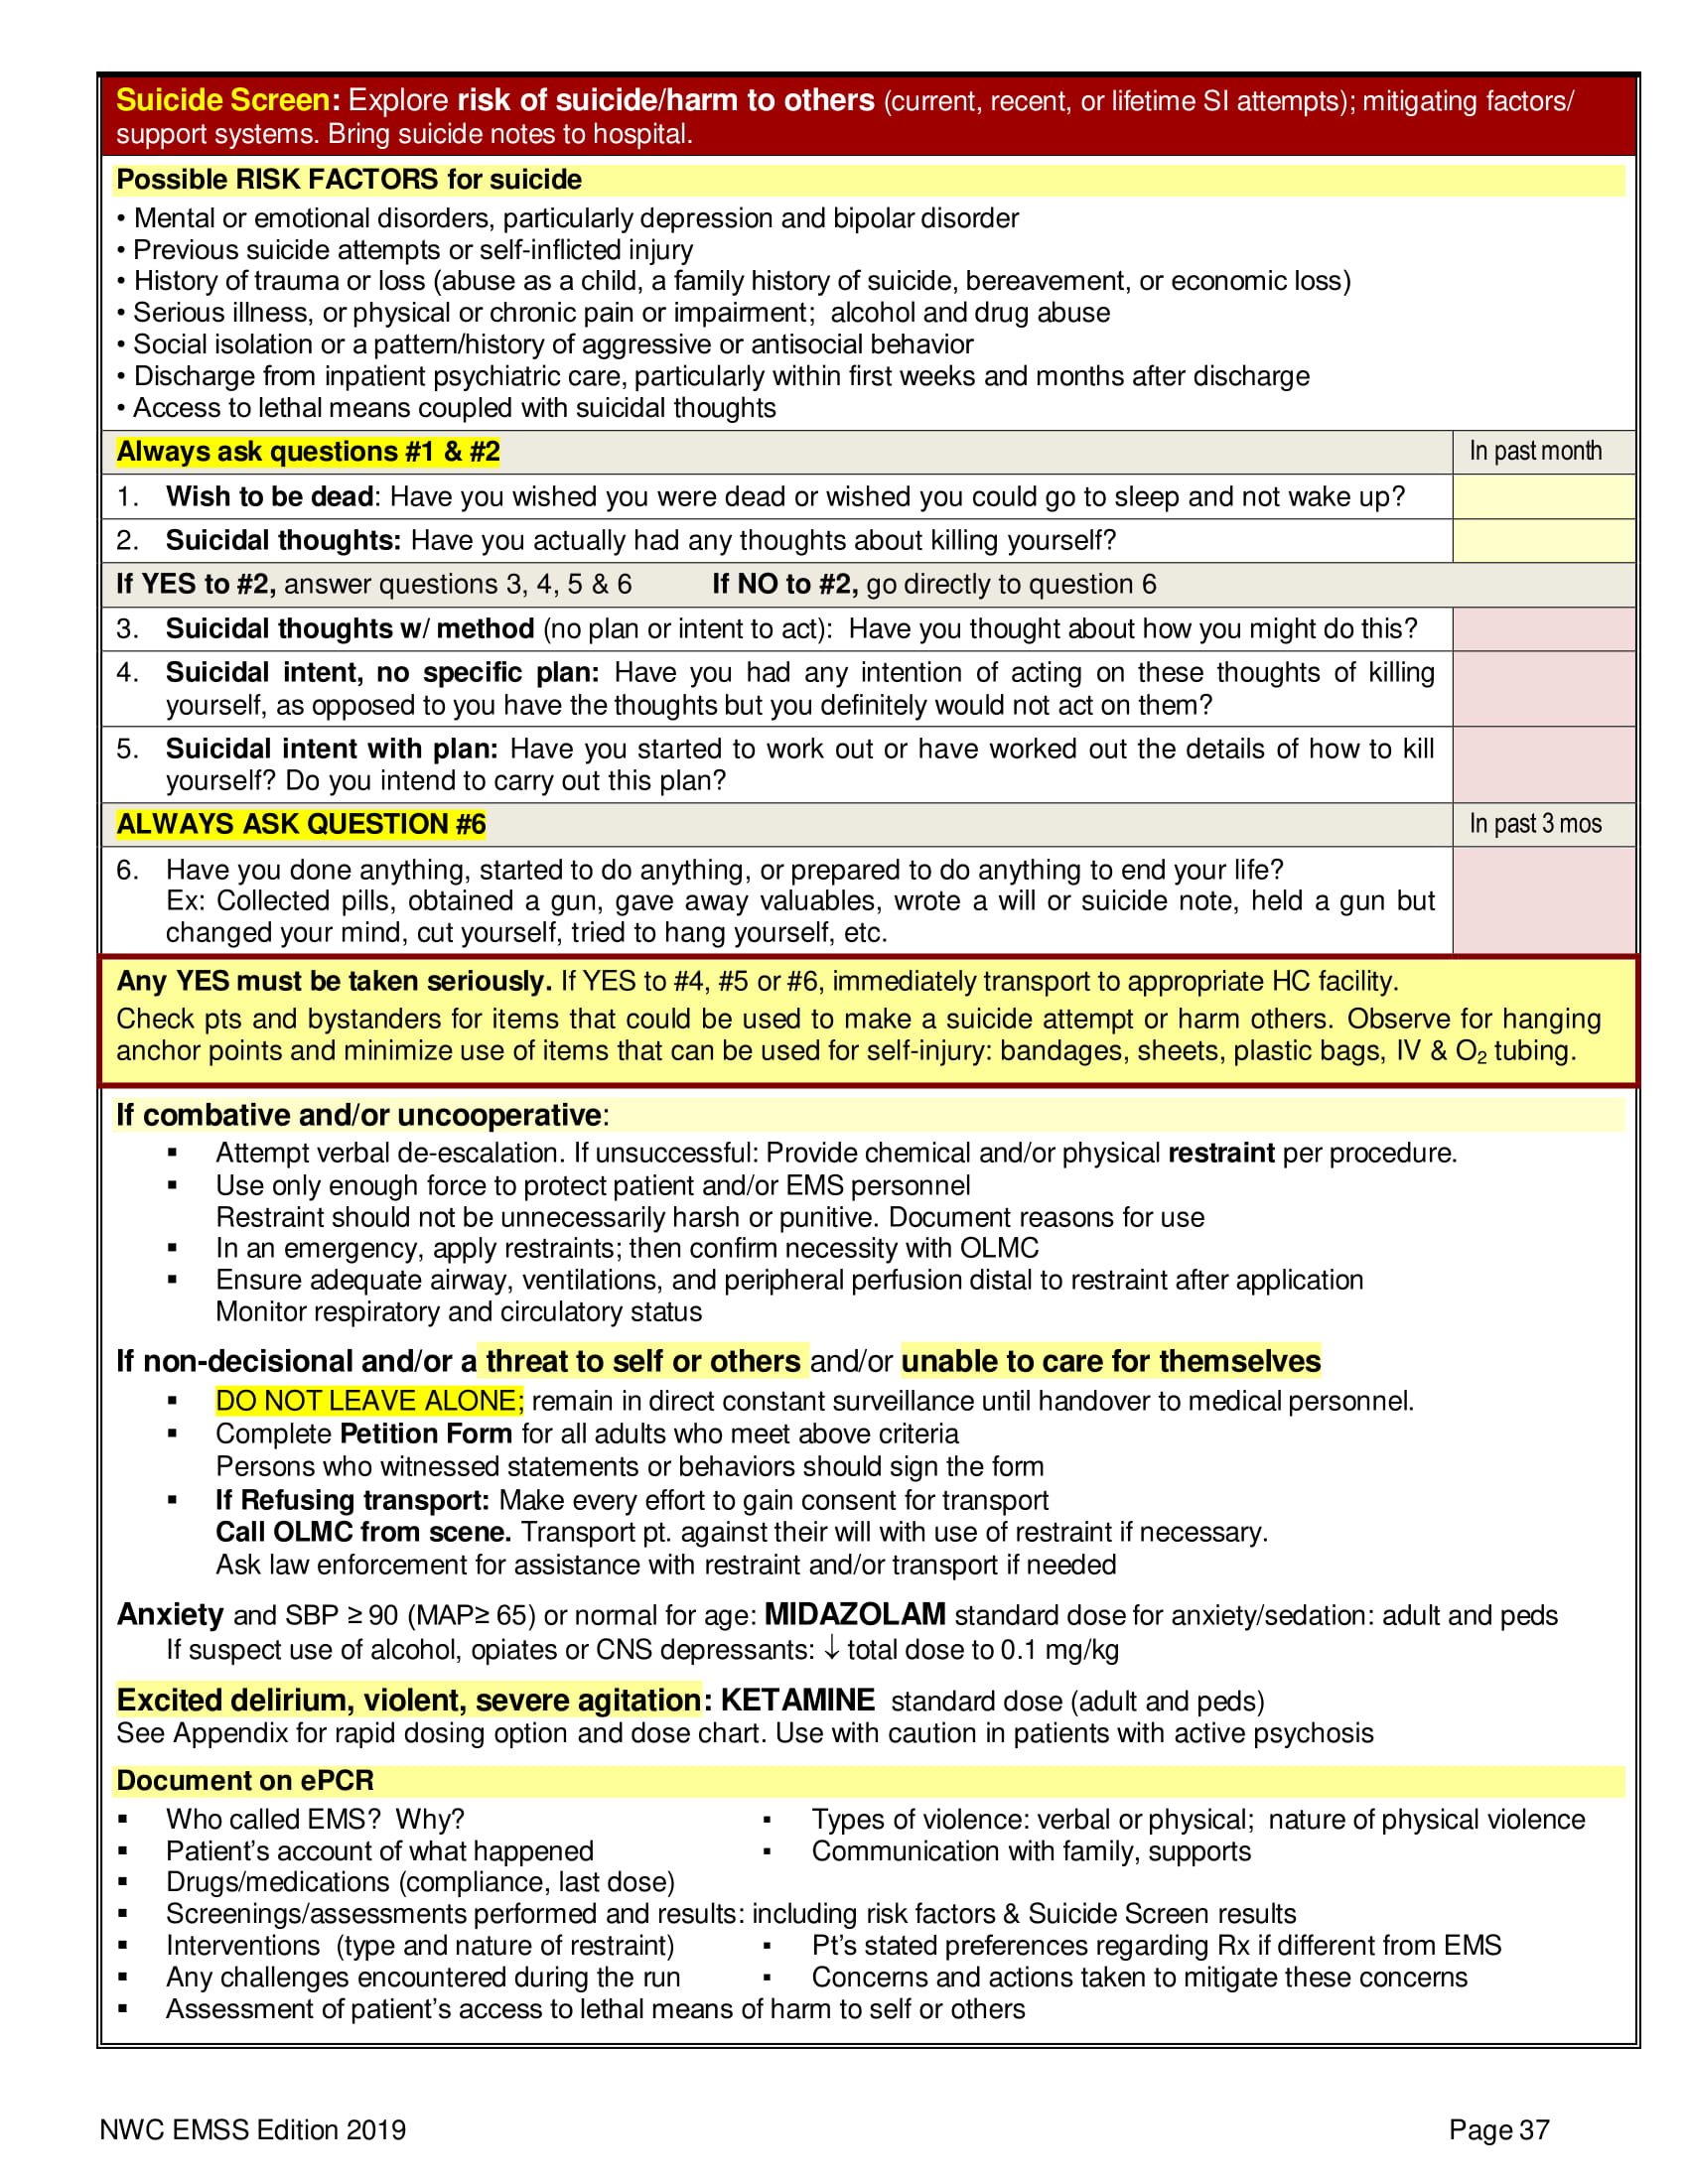 Suicide Screen: Explore risk of suicide/harm to others (current, recent, or lifetime SI attempts); mitigating factors/
support systems. Bring suicide notes to hospital.
Possible RISK FACTORS for suicide
• Mental or emotional disorders, particularly depression and bipolar disorder
• Previous suicide attempts or self-inflicted injury
• History of trauma or loss (abuse as a child, a family history of suicide, bereavement, or economic loss)
• Serious illness, or physical or chronic pain or impairment;  alcohol and drug abuse
• Social isolation or a pattern/history of aggressive or antisocial behavior
• Discharge from inpatient psychiatric care, particularly within first weeks and months after discharge
• Access to lethal means coupled with suicidal thoughts
Always ask questions #1 & #2 In past month
1. Wish to be dead: Have you wished you were dead or wished you could go to sleep and not wake up?
2. Suicidal thoughts: Have you actually had any thoughts about killing yourself?
If YES to #2, answer questions 3, 4, 5 & 6 If NO to #2, go directly to question 6
3. Suicidal thoughts w/ method (no plan or intent to act):  Have you thought about how you might do this?
4. Suicidal intent, no specific plan: Have you had any intention of acting on these thoughts of killing
yourself, as opposed to you have the thoughts but you definitely would not act on them?
5. Suicidal intent with plan: Have you started to work out or have worked out the details of how to kill
yourself? Do you intend to carry out this plan?
ALWAYS ASK QUESTION #6 In past 3 mos
6. Have you done anything, started to do anything, or prepared to do anything to end your life?
Ex: Collected pills, obtained a gun, gave away valuables, wrote a will or suicide note, held a gun but
changed your mind, cut yourself, tried to hang yourself, etc.
Any YES must be taken seriously. If YES to #4, #5 or #6, immediately transport to appropriate HC facility.
Check pts and bystanders for items that could be used to make a suicide attempt or harm others. Observe for hanging
anchor points and minimize use of items that can be used for self-injury: bandages, sheets, plastic bags, IV & O₂ tubing.
If combative and/or uncooperative:
▪ Attempt verbal de-escalation. If unsuccessful: Provide chemical and/or physical restraint per procedure.
▪ Use only enough force to protect patient and/or EMS personnel
Restraint should not be unnecessarily harsh or punitive. Document reasons for use
▪ In an emergency, apply restraints; then confirm necessity with OLMC
▪ Ensure adequate airway, ventilations, and peripheral perfusion distal to restraint after application
Monitor respiratory and circulatory status
If non-decisional and/or a threat to self or others and/or unable to care for themselves
▪ DO NOT LEAVE ALONE; remain in direct constant surveillance until handover to medical personnel.
▪ Complete Petition Form for all adults who meet above criteria
Persons who witnessed statements or behaviors should sign the form
▪ If Refusing transport: Make every effort to gain consent for transport
Call OLMC from scene. Transport pt. against their will with use of restraint if necessary.
Ask law enforcement for assistance with restraint and/or transport if needed
Anxiety and SBP ≥ 90 (MAP≥ 65) or normal for age: MIDAZOLAM standard dose for anxiety/sedation: adult and peds
If suspect use of alcohol, opiates or CNS depressants: ↓ total dose to 0.1 mg/kg
Excited delirium, violent, severe agitation: KETAMINE  standard dose (adult and peds)
See Appendix for rapid dosing option and dose chart. Use with caution in patients with active psychosis
Document on ePCR
▪ Who called EMS?  Why? ▪ Types of violence: verbal or physical;  nature of physical violence
▪ Patient’s account of what happened ▪ Communication with family, supports
▪ Drugs/medications (compliance, last dose)
▪ Screenings/assessments performed and results: including risk factors & Suicide Screen results
▪ Interventions  (type and nature of restraint) ▪ Pt’s stated preferences regarding Rx if different from EMS
▪ Any challenges encountered during the run ▪ Concerns and actions taken to mitigate these concerns
▪ Assessment of patient’s access to lethal means of harm to self or others
NWC EMSS Edition 2019 Page 37